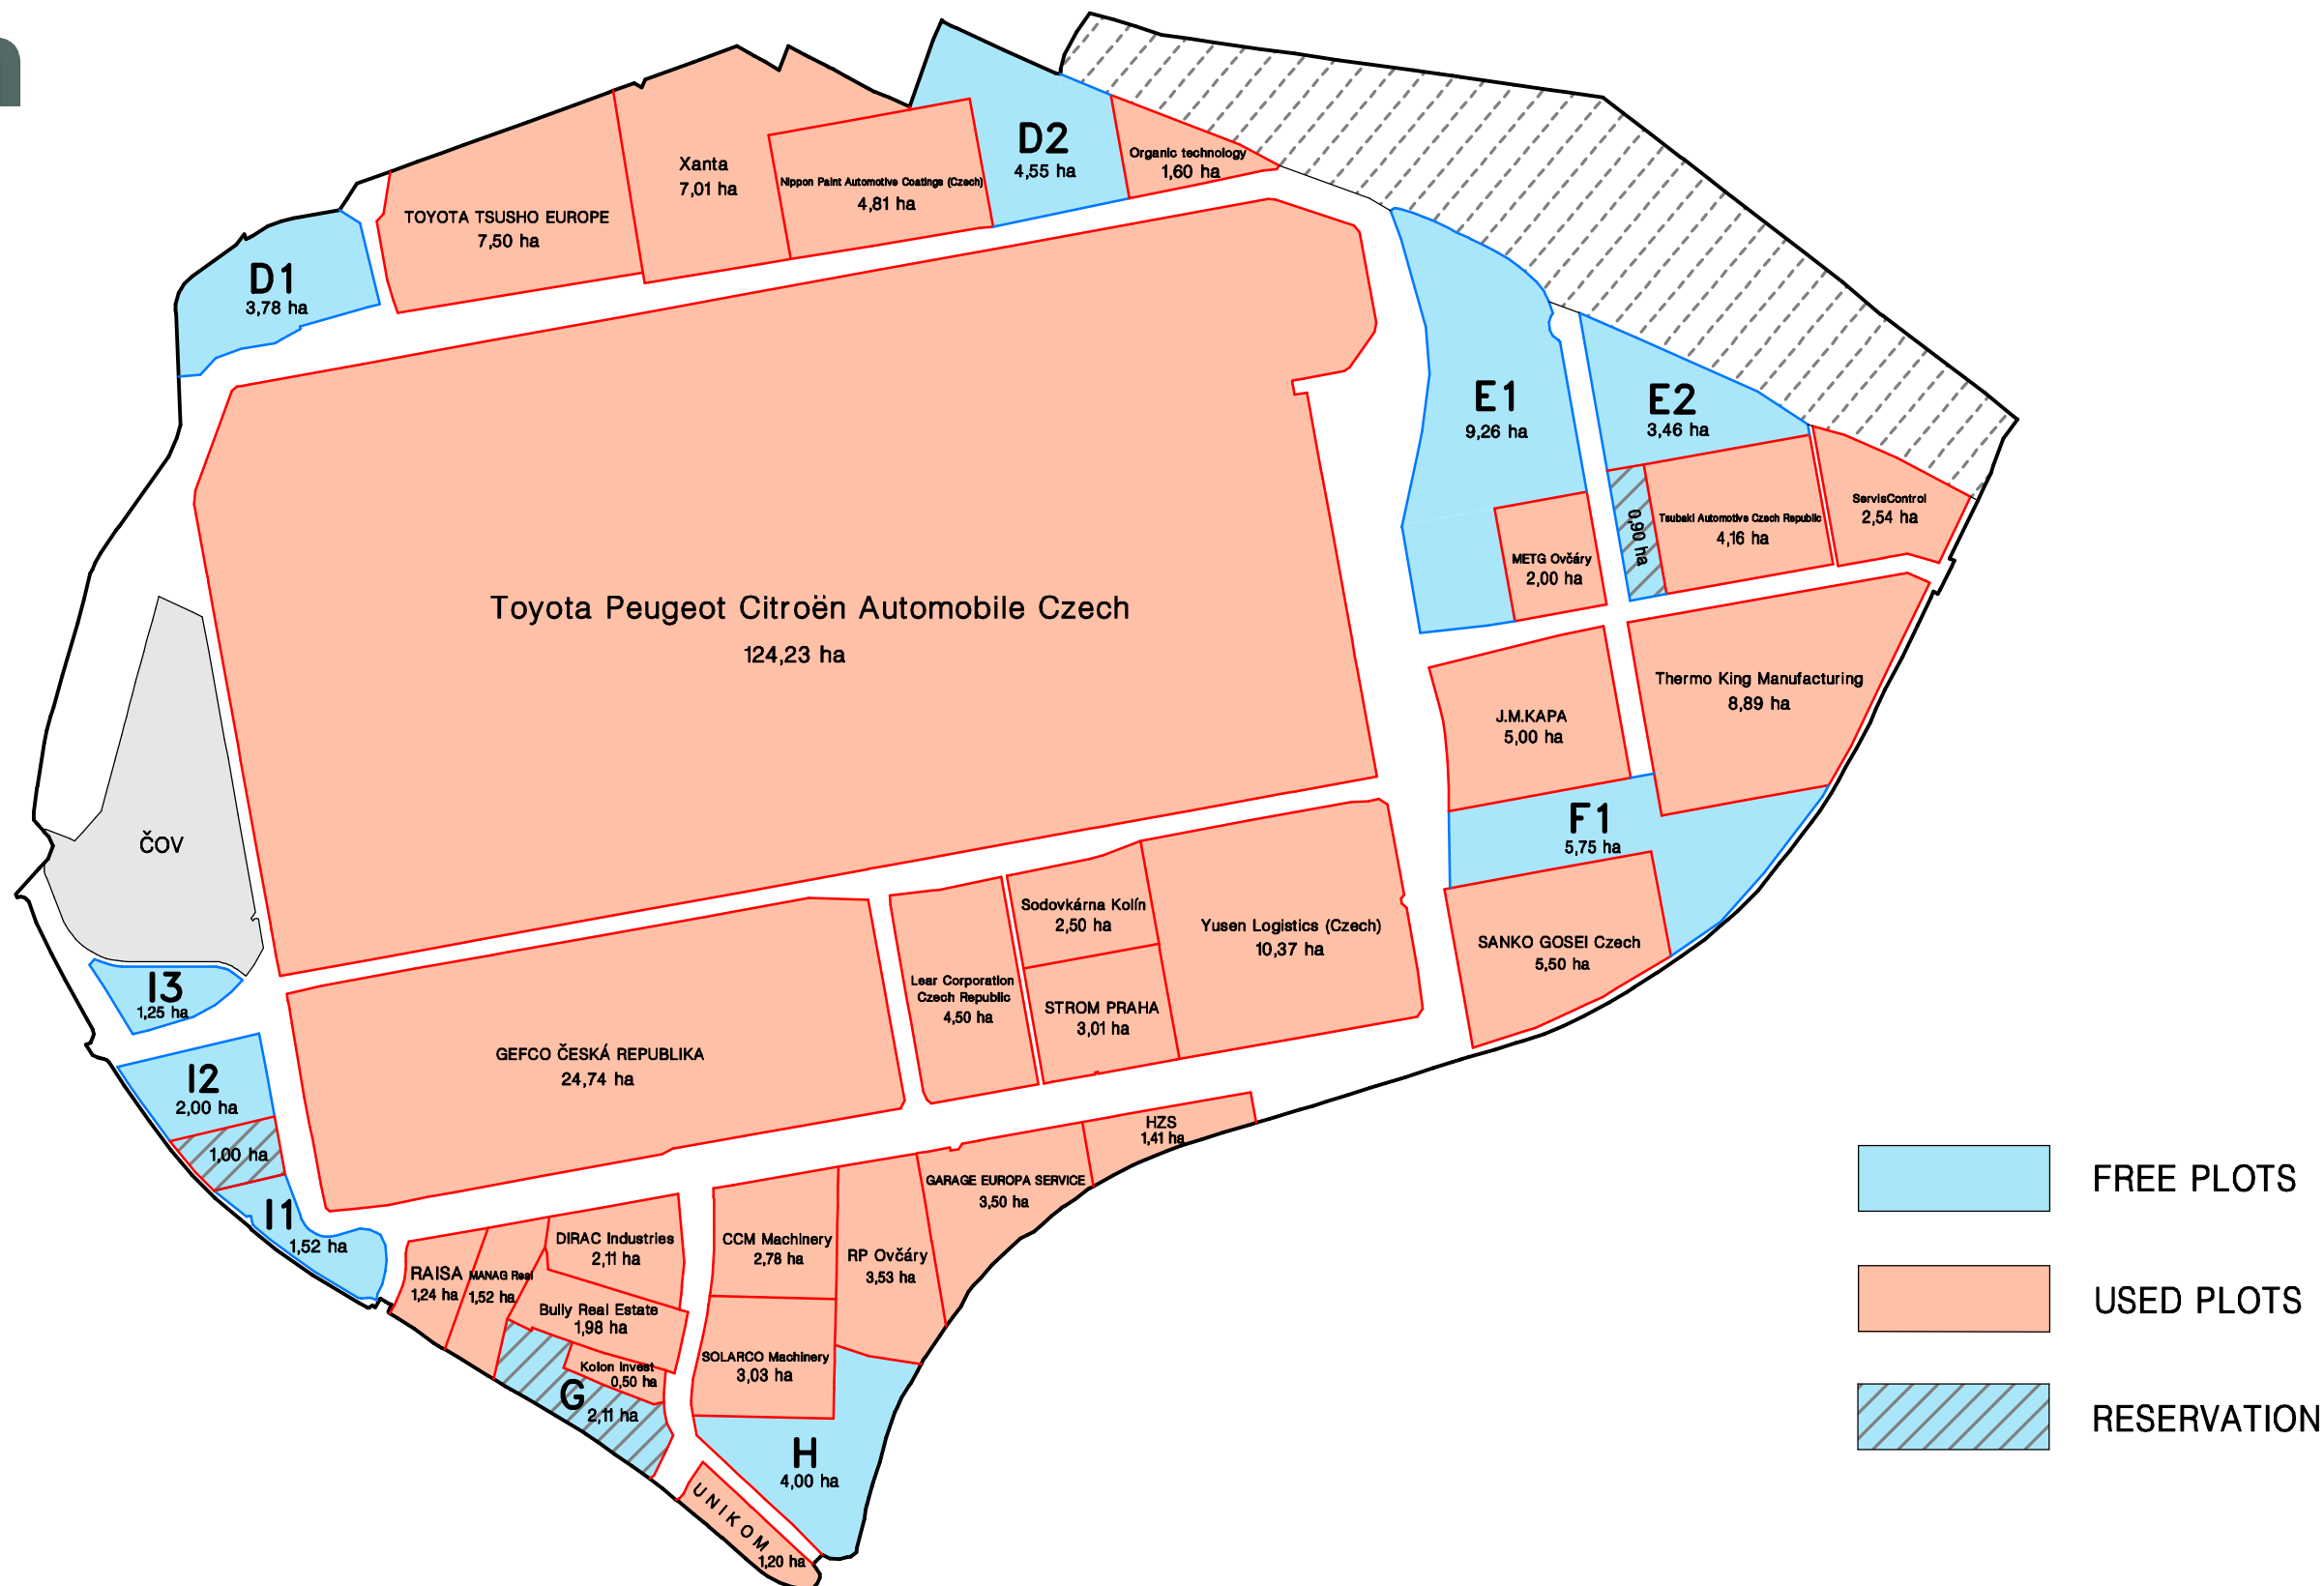 D2
4,55 ha
Organic technology
1,60 ha
Xanta
7,01 ha
Nippon Paint Automotive Coatings (Czech)
4,81 ha
TOYOTA TSUSHO EUROPE
7,50 ha
D1
3,78 ha
E1
9,26 ha
E2
3,46 ha
ServisControl
2,54 ha
0,90 ha
Tsubaki Automotive Czech Republic
4,16 ha
METG Ovčáry
2,00 ha
Toyota Peugeot Citroën Automobile Czech
124,23 ha
Thermo King Manufacturing
8,89 ha
J.M.KAPA
5,00 ha
F1
5,75 ha
ČOV
Sodovkárna Kolín
2,50 ha
Yusen Logistics (Czech)
10,37 ha
SANKO GOSEI Czech
5,50 ha
I3
1,25 ha
Lear Corporation
Czech Republic
4,50 ha
STROM PRAHA
3,01 ha
GEFCO ČESKÁ REPUBLIKA
24,74 ha
I2
2,00 ha
1,00 ha
I1
1,52 ha
HZS
1,41 ha
GARAGE EUROPA SERVICE
3,50 ha
DIRAC Industries
2,11 ha
CCM Machinery
2,78 ha
RP Ovčáry
3,53 ha
RAISA
1,24 ha
MANAG Real
1,52 ha
Bully Real Estate
1,98 ha
Kolon Invest
0,50 ha
SOLARCO Machinery
3,03 ha
G
2,11 ha
H
4,00 ha
UNIKOM
1,20 ha
FREE PLOTS
USED PLOTS
RESERVATION